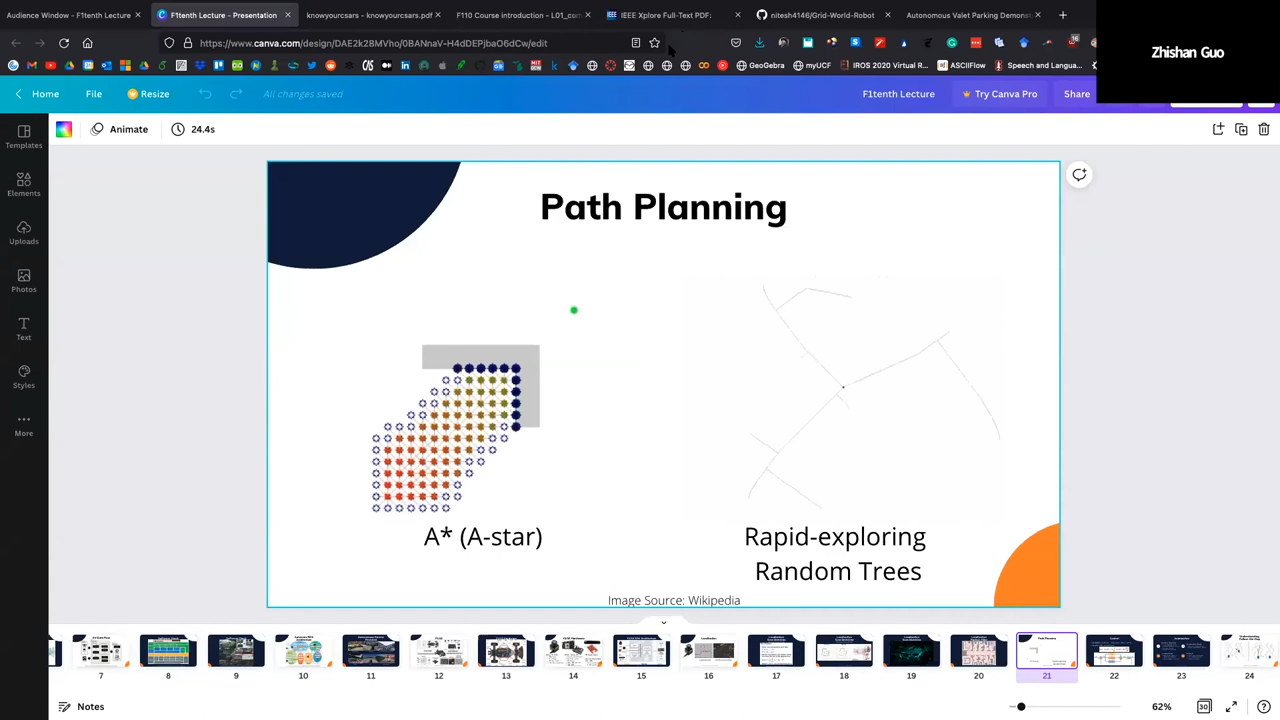 Audience Window - F1tenth Lecture
F1tenth Lecture - Presentation
knowyourcsars - knowyoursars.pdf
F110 Course introduction - L01_con
IEEE Xplore Full-Text PDF:
nitesh4146/Grid-World-Robot
Autonomous Valet Parking Demonst
Zhishan Guo
https://www.canva.com/design/DAE2k28MVho/0BANnaV-H4dDEPjbaO6dCw/edit
GeoGebra
myUCF
IROS 2020 Virtual R...
ASCIIFlow
Speech and Langua...
Home
File
Resize
All changes saved
F1tenth Lecture
Try Canva Pro
Share
Animate
24.4s
Templates
Elements
Uploads
Photos
Text
Styles
More
Path Planning
A* (A-star)
Rapid-exploring
Random Trees
Image Source: Wikipedia
7
8
9
10
11
12
13
14
15
16
17
18
19
20
21
22
23
24
Notes
62%
30